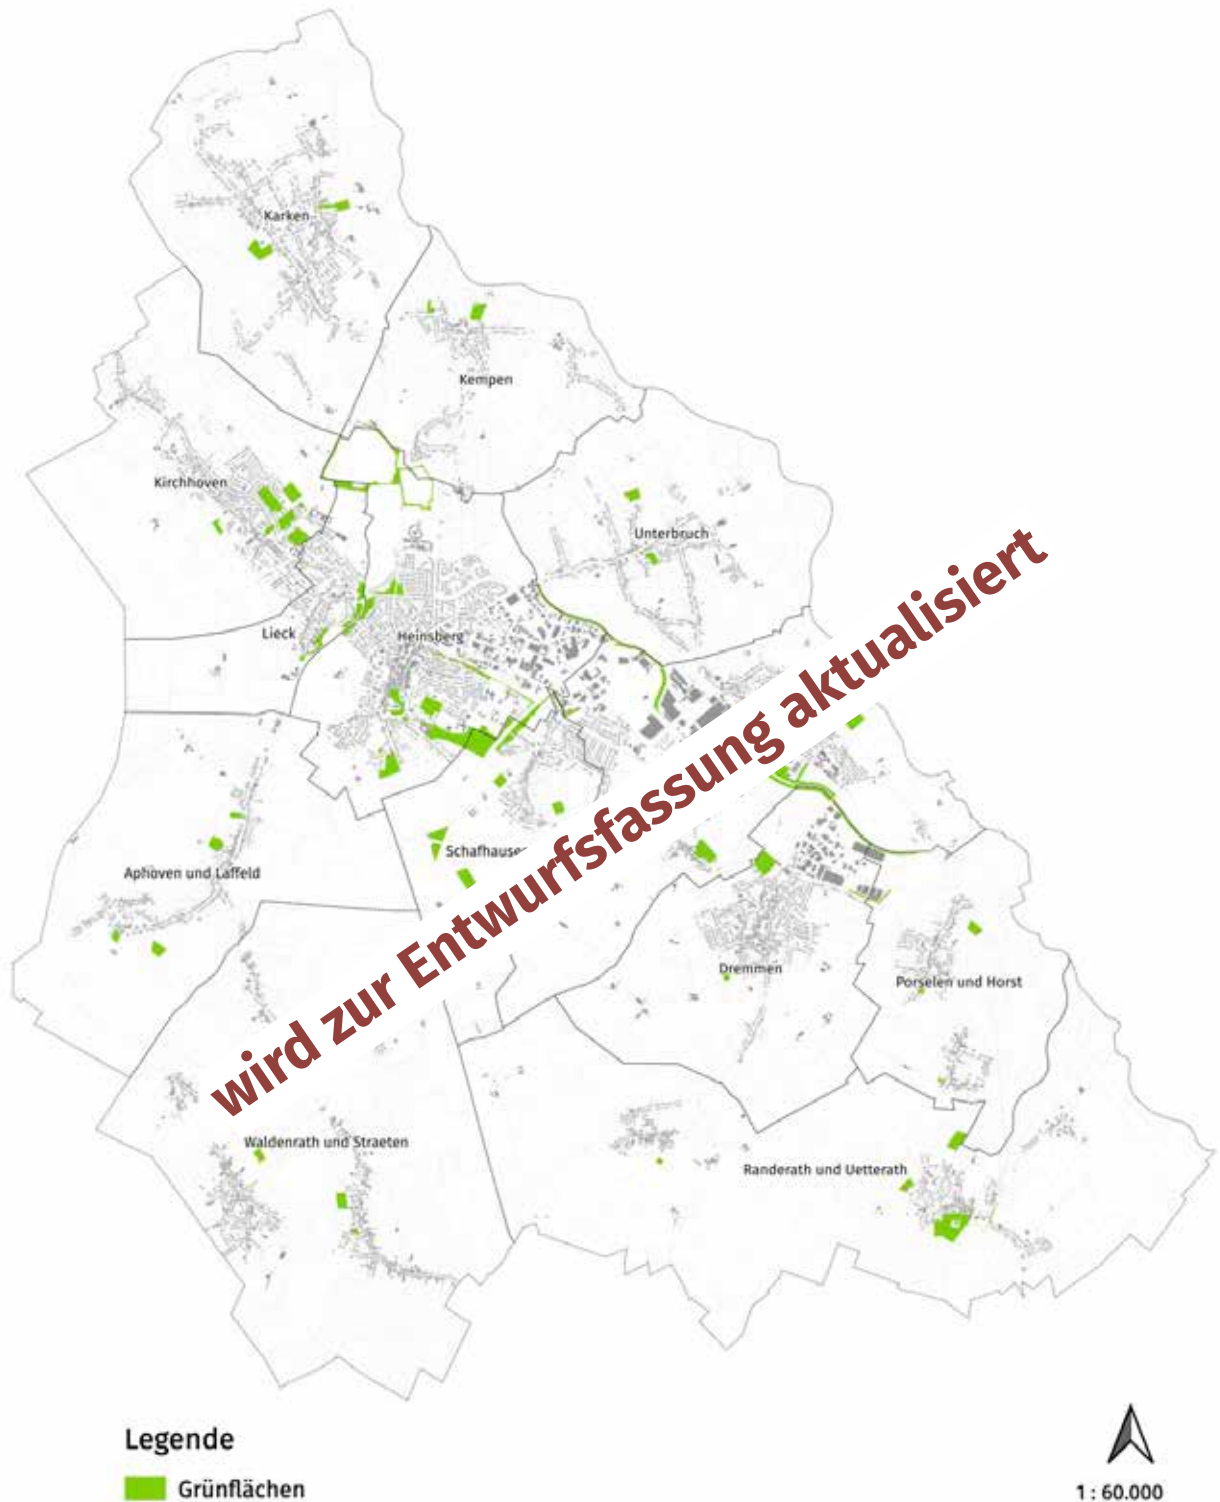 Karken
Kempen
Kirchhoven
Unterbruch
Lieck
Heinsberg
wird zur Entwurfsfassung aktualisiert
Schafhause
Aphoven und Laffeld
Dremmen
Porselen und Horst
Waldenrath und Straeten
Randerath und Uetterath
Legende
Grünflächen
1 : 60.000